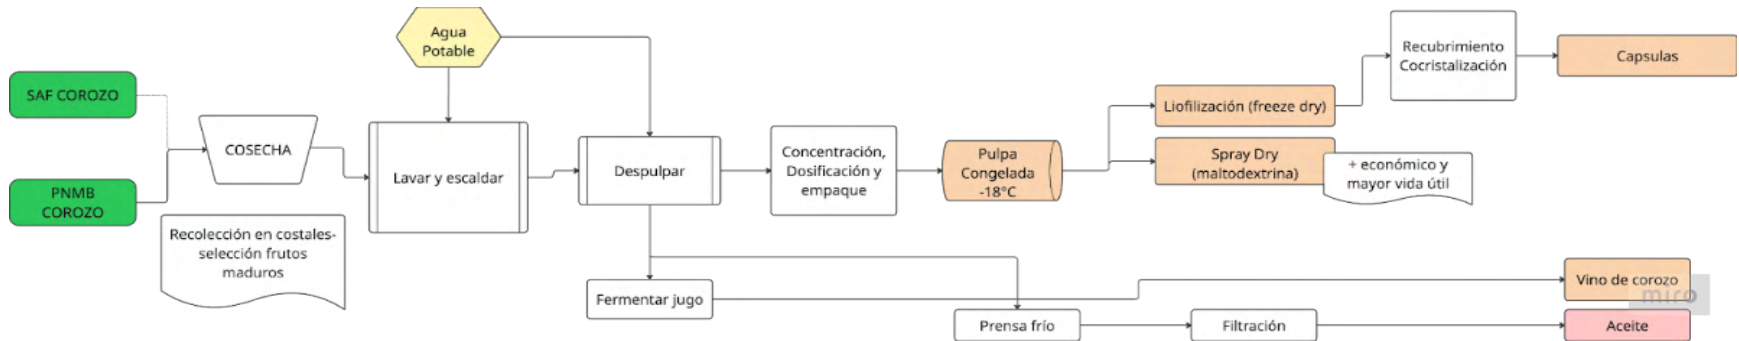 SAF COROZO
PNMB
COROZO
COSECHA
Recolección en costales-
selección frutos
maduros
Agua
Potable
Lavar y escaldar
Despulpar
Fermentar jugo
Concentración,
Dosificación y
empaque
Pulpa
Congelada
-18°C
Liofilización (freeze dry)
Spray Dry
(maltodextrina)
+ económico y
mayor vida útil
Recubrimiento
Cocristalización
Capsulas
Prensa frío
Filtración
Vino de corozo
miro
Aceite